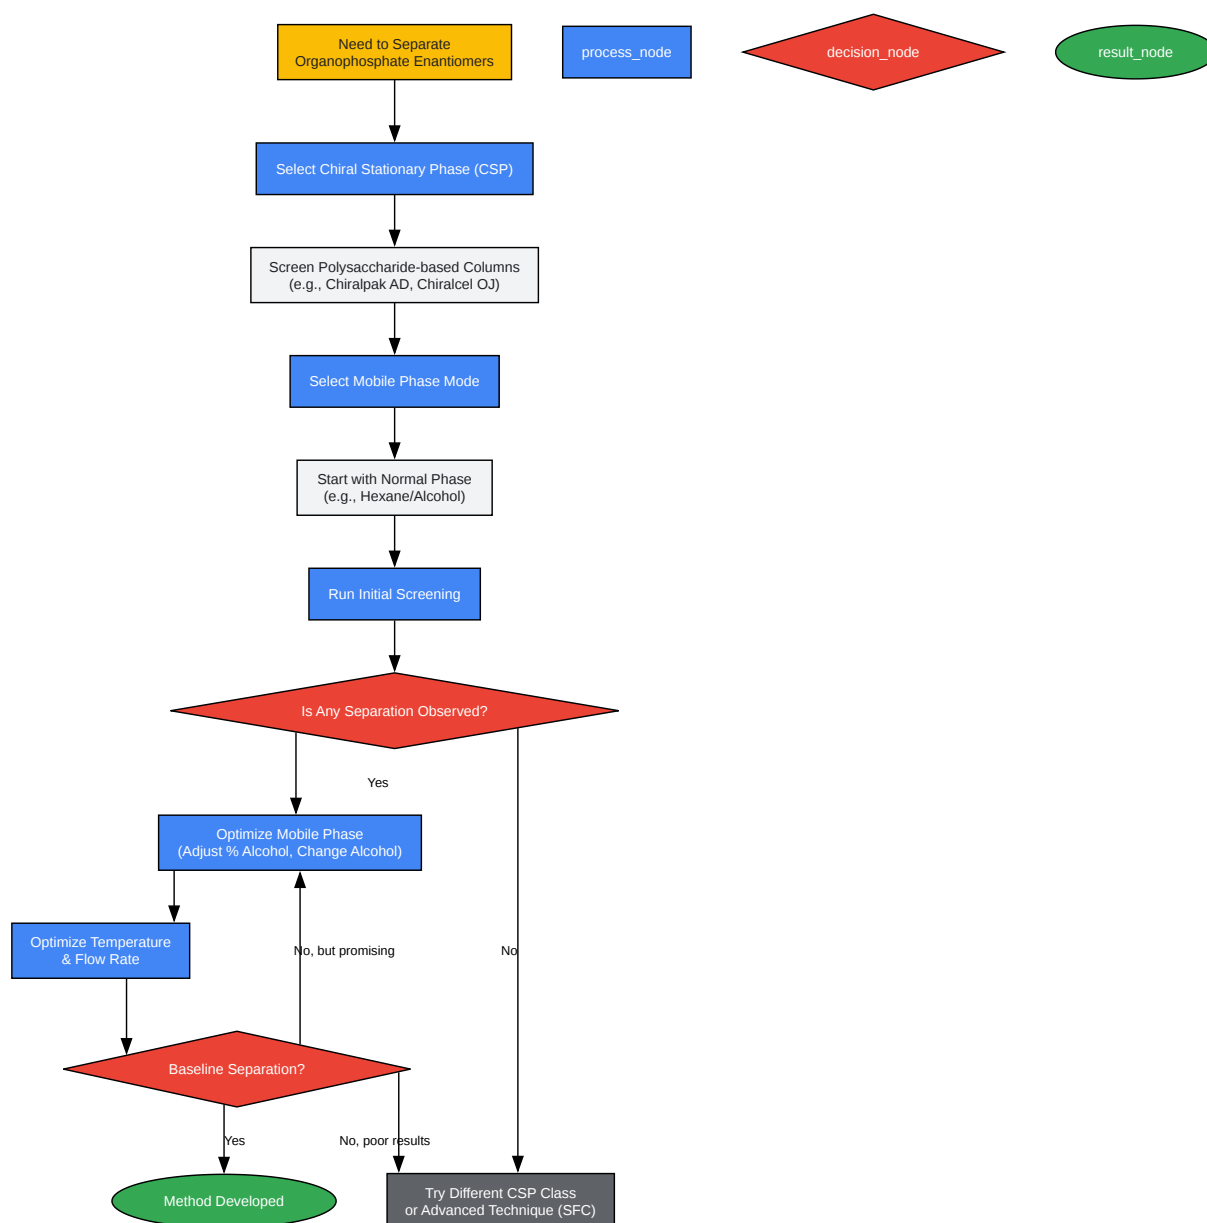 Need to Separate
Organophosphate Enantiomers
process_node
decision_node
result_node
Select Chiral Stationary Phase (CSP)
Screen Polysaccharide-based Columns
(e.g., Chiralpak AD, Chiralcel OJ)
Select Mobile Phase Mode
Start with Normal Phase
(e.g., Hexane/Alcohol)
Run Initial Screening
Is Any Separation Observed?
Yes
Optimize Mobile Phase
(Adjust % Alcohol, Change Alcohol)
Optimize Temperature
& Flow Rate
No, but promising
No
Baseline Separation?
Yes
No, poor results
Method Developed
Try Different CSP Class
or Advanced Technique (SFC)